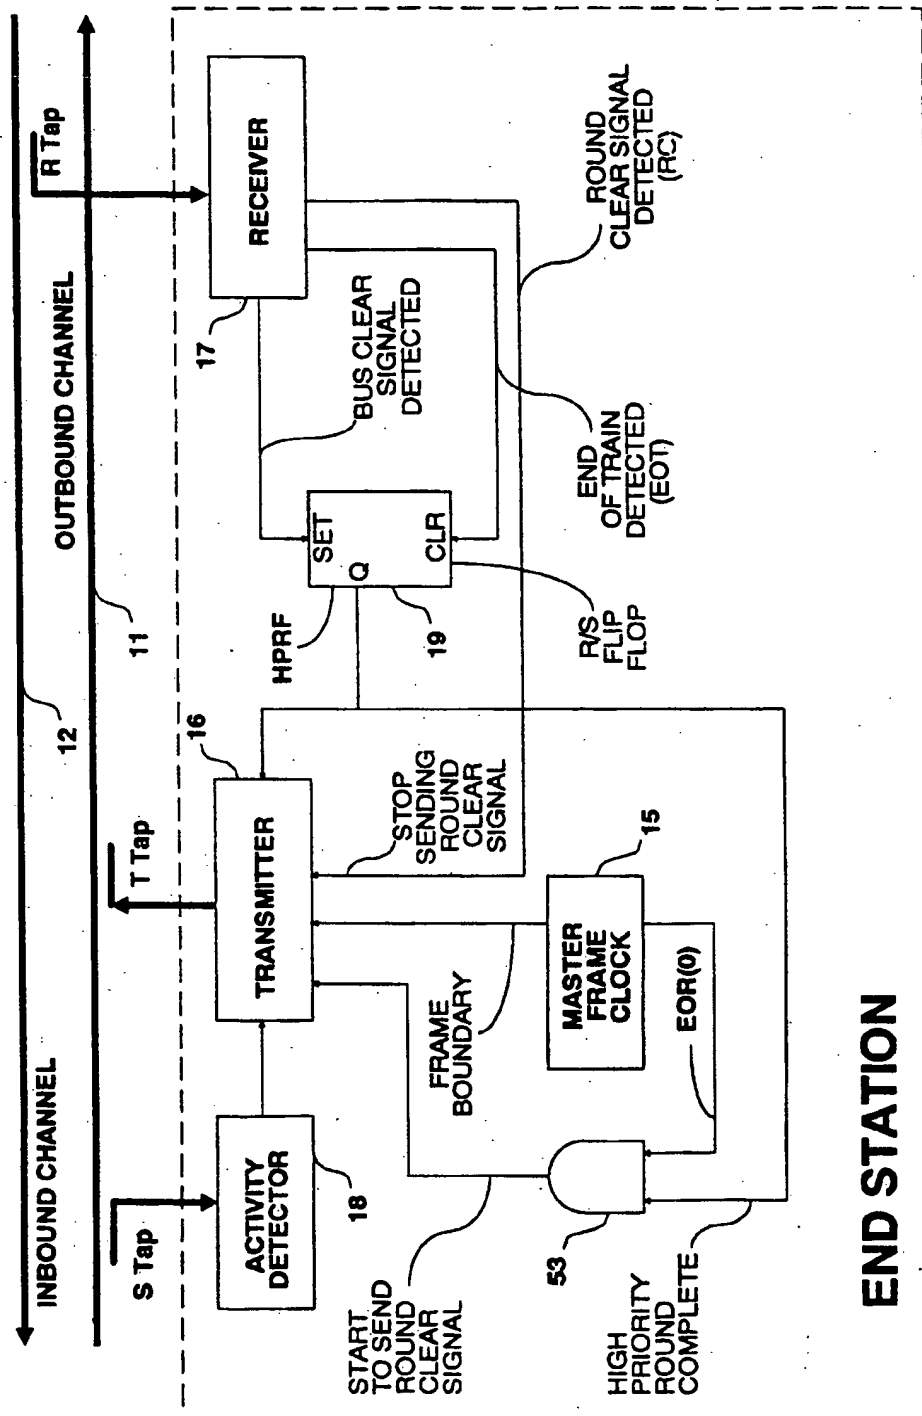 INBOUND CHANNEL
OUTBOUND CHANNEL
12
11
S Tap
T Tap
R Tap
ACTIVITY
DETECTOR
18
TRANSMITTER
16
RECEIVER
17
START
TO SEND
ROUND
CLEAR
SIGNAL
FRAME
BOUNDARY
STOP
SENDING
ROUND
CLEAR
SIGNAL
HPRF
SET
Q
CLR
19
R/S
FLIP
FLOP
BUS CLEAR
SIGNAL
DETECTED
END
OF TRAIN
DETECTED
(EOT)
ROUND
CLEAR SIGNAL
DETECTED
(RC)
MASTER
FRAME
CLOCK
15
EOR(0)
53
HIGH
PRIORITY
ROUND
COMPLETE
END STATION